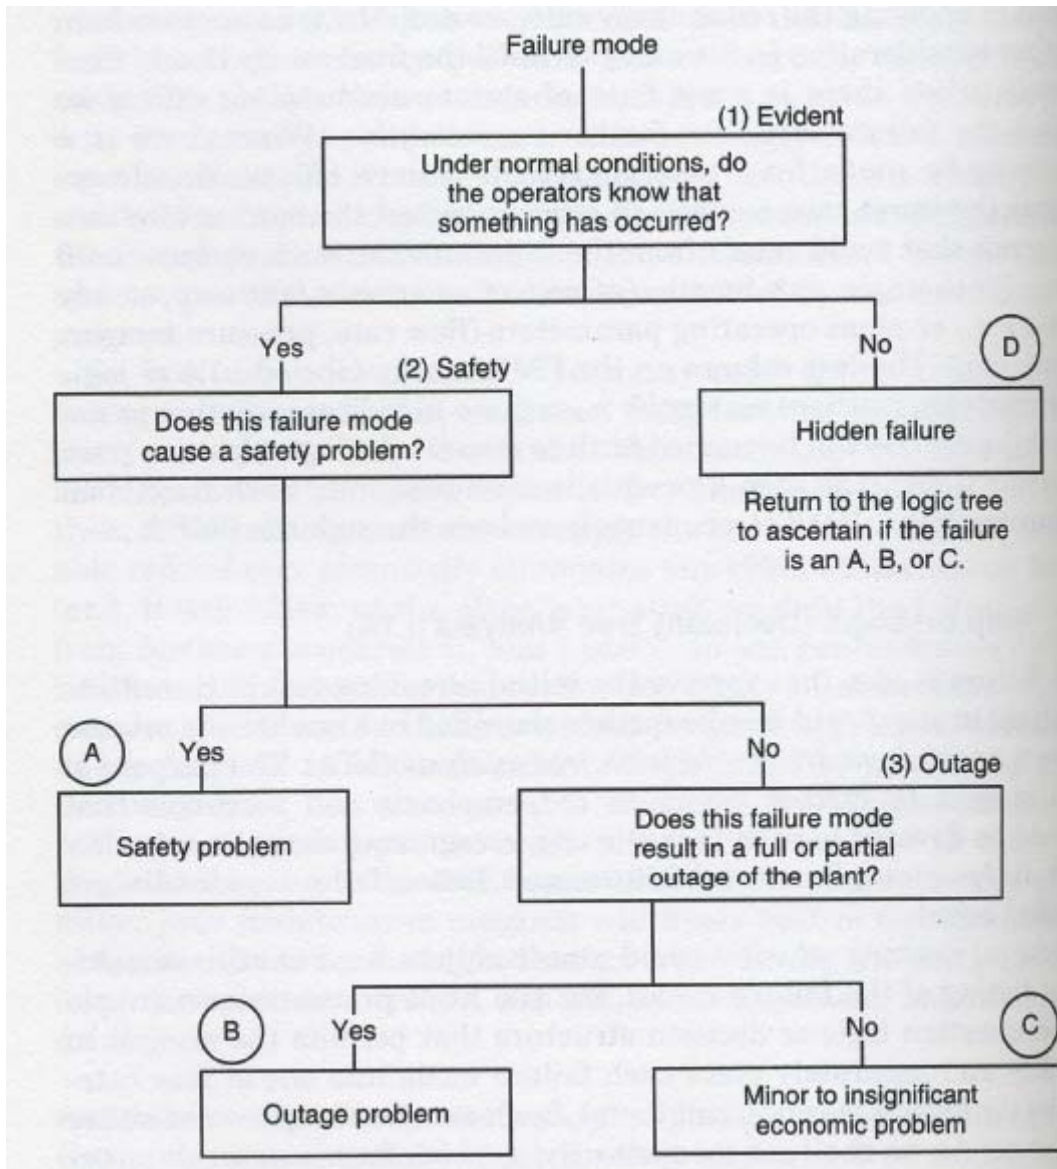 Failure mode
(1) Evident
Under normal conditions, do
the operators know that
something has occurred?
Yes
No
D
(2) Safety
Does this failure mode
cause a safety problem?
Hidden failure
Return to the logic tree
to ascertain if the failure
is an A, B, or C.
A
Yes
No
(3) Outage
Safety problem
Does this failure mode
result in a full or partial
outage of the plant?
B
Yes
No
C
Outage problem
Minor to insignificant
economic problem